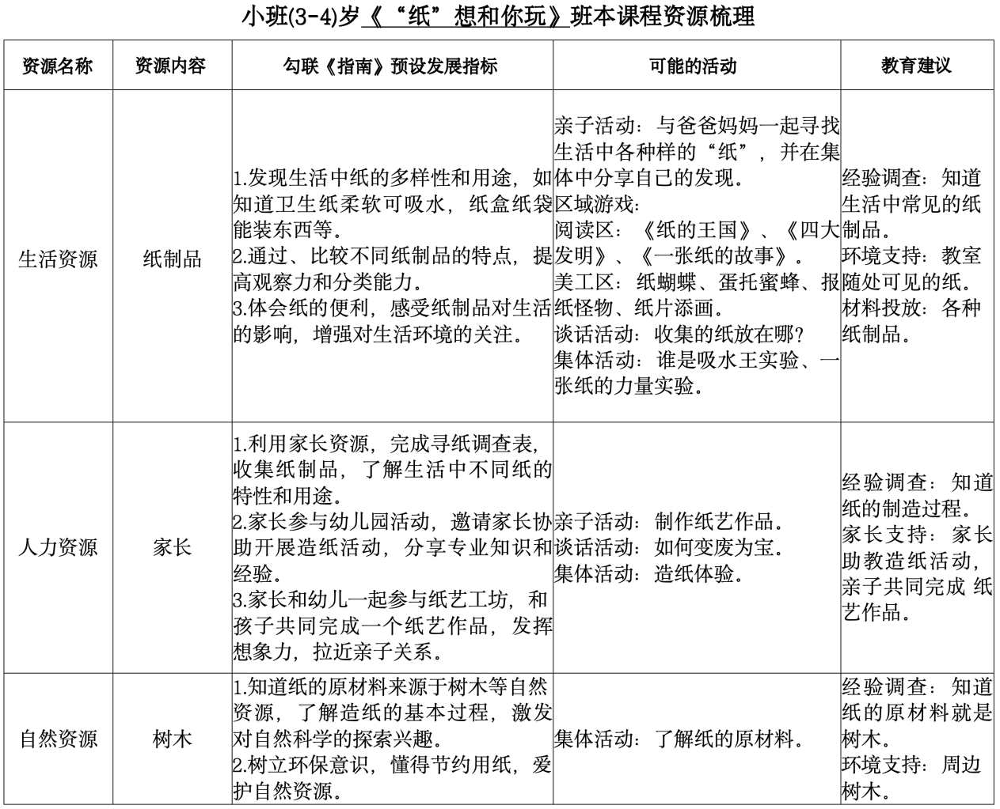 小班(3-4)岁《“纸”想和你玩》班本课程资源梳理
资源名称
资源内容
勾联《指南》预设发展指标
可能的活动
教育建议
生活资源
纸制品
1.发现生活中纸的多样性和用途，如
知道卫生纸柔软可吸水，纸盒纸袋
能装东西等。
2.通过、比较不同纸制品的特点，提
高观察力和分类能力。
3.体会纸的便利，感受纸制品对生活
的影响，增强对生活环境的关注。
亲子活动：与爸爸妈妈一起寻找
生活中各种样的“纸”，并在集
体中分享自己的发现。
区域游戏：
阅读区：《纸的王国》、《四大
发明》、《一张纸的故事》。
美工区：纸蝴蝶、蛋托蜜蜂、报
纸怪物、纸片添画。
谈话活动：收集的纸放在哪？
集体活动：谁是吸水王实验、一
张纸的力量实验。
经验调查：知道
生活中常见的纸
制品。
环境支持：教室
随处可见的纸。
材料投放：各种
纸制品。
人力资源
家长
1.利用家长资源，完成寻纸调查表，
收集纸制品，了解生活中不同纸的
特性和用途。
2.家长参与幼儿园活动，邀请家长协
助开展造纸活动，分享专业知识和
经验。
3.家长和幼儿一起参与纸艺工坊，和
孩子共同完成一个纸艺作品，发挥
想象力，拉近亲子关系。
亲子活动：制作纸艺作品。
谈话活动：如何变废为宝。
集体活动：造纸体验。
经验调查：知道
纸的制造过程。
家长支持：家长
助教造纸活动，
亲子共同完成 纸
艺作品。
自然资源
树木
1.知道纸的原材料来源于树木等自然
资源，了解造纸的基本过程，激发
对自然科学的探索兴趣。
2.树立环保意识，懂得节约用纸，爱
护自然资源。
集体活动：了解纸的原材料。
经验调查：知道
纸的原材料就是
树木。
环境支持：周边
树木。